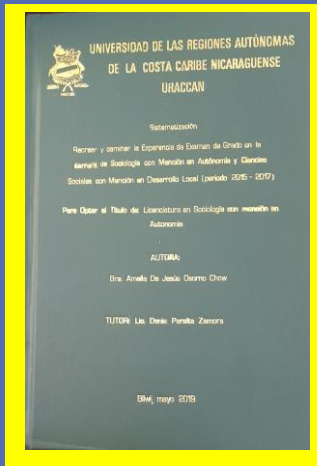 UNIVERSIDAD DE LAS REGIONES AUTÓNOMAS
DE LA COSTA CARIBE NICARAGUENSE
URACCAN
Sistematización
Recrear y caminar la Experiencia de Examen de Grado en la
carrera de Sociología con Mención en Autonomía y Ciencias
Sociales con Mención en Desarrollo Local (periodo 2015 - 2017)
Para Optar el Titulo de: Licenciatura en Sociología con mención en
Autonomía
AUTORA:
Bra. Amelia De Jesús Osorno Chow
TUTOR: Lic. Denis Peralta Zamora
Bilwi, mayo 2019